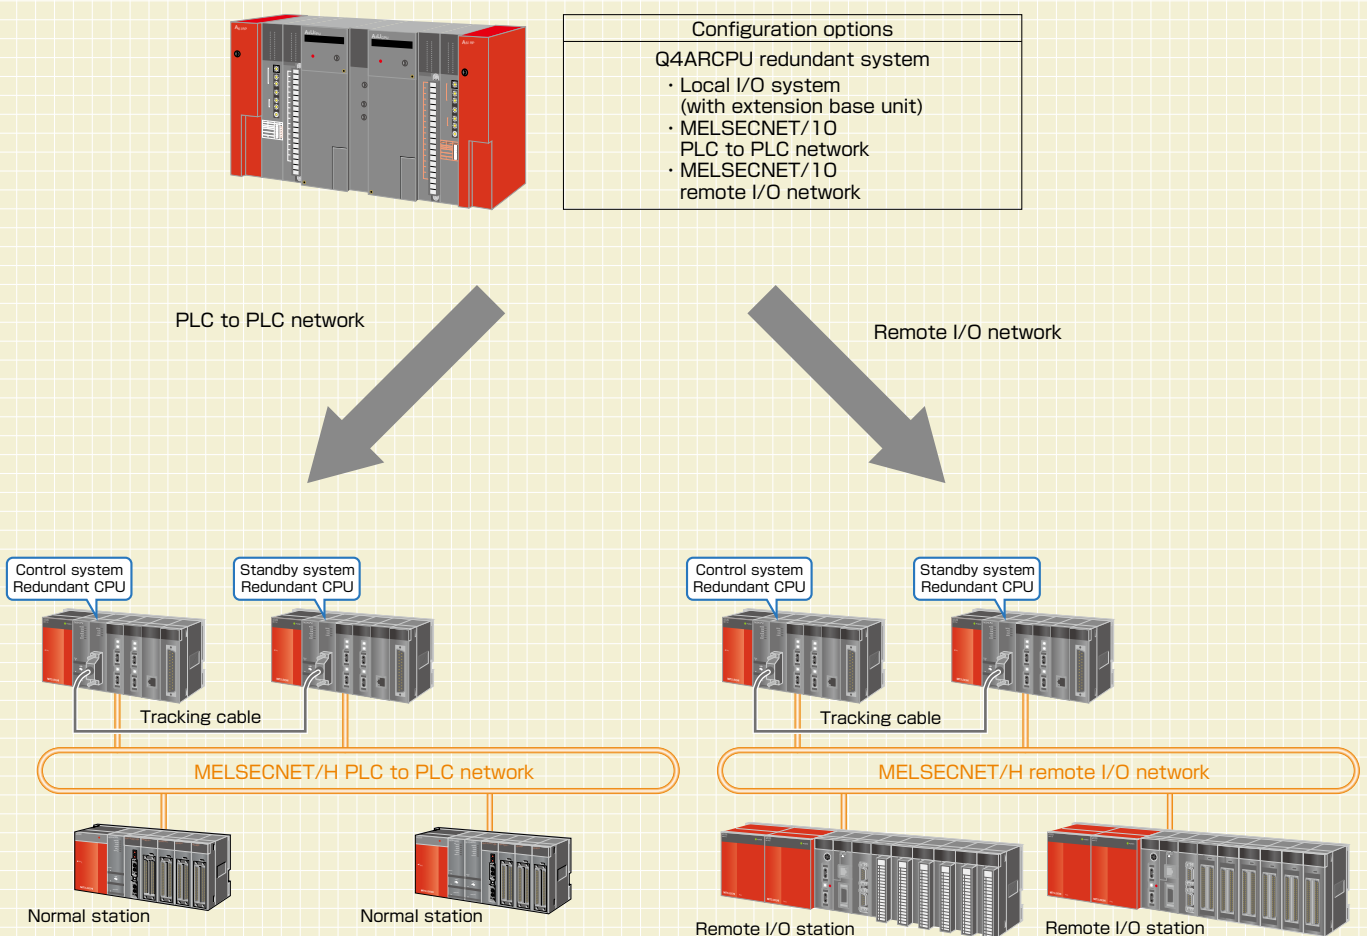 Configuration options
Q4ARCPU redundant system
・Local I/O system
(with extension base unit)
・MELSECNET/10
PLC to PLC network
・MELSECNET/10
remote I/O network
PLC to PLC network
Remote I/O network
Control system
Redundant CPU
Standby system
Redundant CPU
Tracking cable
MELSECNET/H PLC to PLC network
Normal station
Normal station
Control system
Redundant CPU
Standby system
Redundant CPU
Tracking cable
MELSECNET/H remote I/O network
Remote I/O station
Remote I/O station